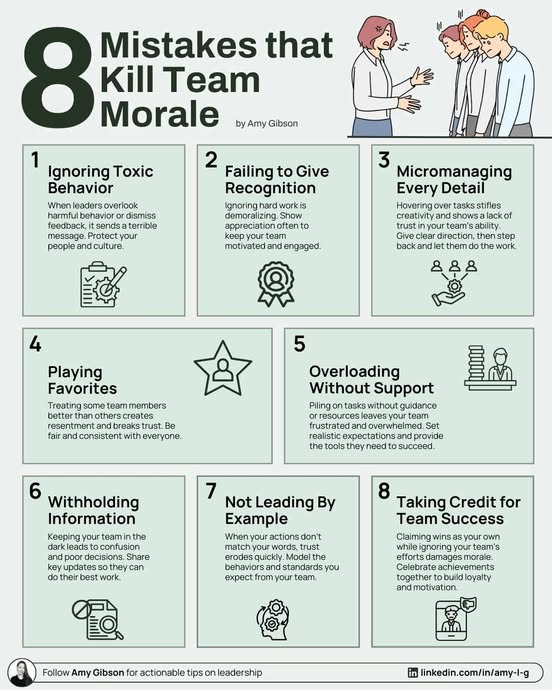 8
Mistakes that
Kill Team
Morale
by Amy Gibson
1
Ignoring Toxic
Behavior
When leaders overlook
harmful behavior or dismiss
feedback, it sends a terrible
message. Protect your
people and culture.
2
Failing to Give
Recognition
Ignoring hard work is
demoralizing. Show
appreciation often to
keep your team
motivated and engaged.
3
Micromanaging
Every Detail
Hovering over tasks stifles
creativity and shows a lack of
trust in your team's ability.
Give clear direction, then step
back and let them do the work.
4
Playing
Favorites
Treating some team members
better than others creates
resentment and breaks trust. Be
fair and consistent with everyone.
5
Overloading
Without Support
Piling on tasks without guidance
or resources leaves your team
frustrated and overwhelmed. Set
realistic expectations and provide
the tools they need to succeed.
6
Withholding
Information
Keeping your team in the
dark leads to confusion
and poor decisions. Share
key updates so they can
do their best work.
7
Not Leading By
Example
When your actions don't
match your words, trust
erodes quickly. Model the
behaviors and standards you
expect from your team.
8
Taking Credit for
Team Success
Claiming wins as your own
while ignoring your team's
efforts damages morale.
Celebrate achievements
together to build loyalty
and motivation.
Follow Amy Gibson for actionable tips on leadership
in linkedin.com/in/amy-l-g